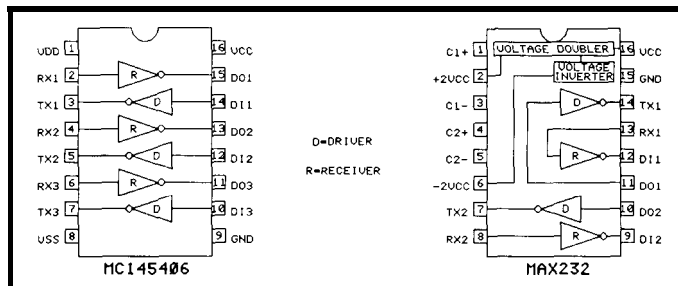 VDD 1 16 VCC
RX1 2 R 15 DO1
TX1 3 D 14 DI1
RX2 4 R 13 DO2
TX2 5 D 12 DI2
RX3 6 R 11 DO3
TX3 7 D 10 DI3
VSS 8 9 GND
MC145406
D=DRIVER
R=RECEIVER
C1+ 1 VOLTAGE DOUBLER 16 VCC
+2VCC 2 VOLTAGE INVERTER 15 GND
C1- 3 D 14 TX1
C2+ 4 13 RX1
C2- 5 R 12 DI1
-2VCC 6 11 DO1
TX2 7 D 10 DO2
RX2 8 R 9 DI2
MAX232